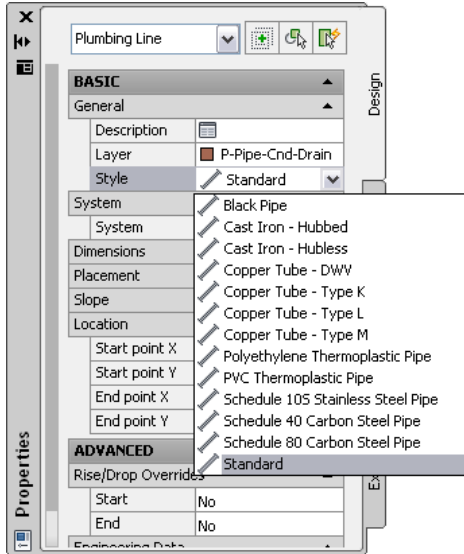 Plumbing Line
BASIC
General
Description
Layer P-Pipe-Cnd-Drain
Style Standard
System
System
Dimensions
Placement
Slope
Location
Start point X
Start point Y
End point X
End point Y
Black Pipe
Cast Iron - Hubbed
Cast Iron - Hubless
Copper Tube - DWV
Copper Tube - Type K
Copper Tube - Type L
Copper Tube - Type M
Polyethylene Thermoplastic Pipe
PVC Thermoplastic Pipe
Schedule 10S Stainless Steel Pipe
Schedule 40 Carbon Steel Pipe
Schedule 80 Carbon Steel Pipe
Standard
ADVANCED
Rise/Drop Overrides
Start No
End No
Engineering Data
Design
Ex
Properties